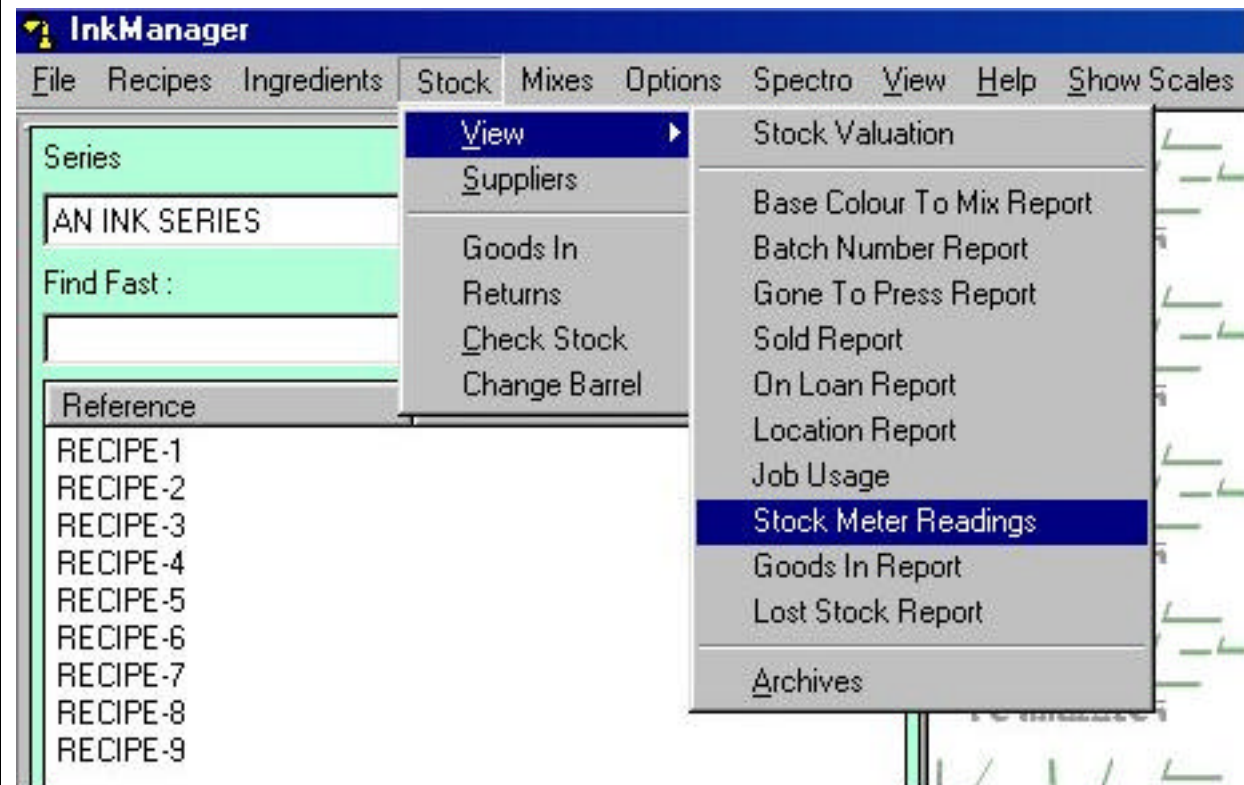 InkManager
File Recipes Ingredients Stock Mixes Options Spectro View Help Show Scales
Series
AN INK SERIES
Find Fast :
Reference
RECIPE-1
RECIPE-2
RECIPE-3
RECIPE-4
RECIPE-5
RECIPE-6
RECIPE-7
RECIPE-8
RECIPE-9
View
Suppliers
Goods In
Returns
Check Stock
Change Barrel
Stock Valuation
Base Colour To Mix Report
Batch Number Report
Gone To Press Report
Sold Report
On Loan Report
Location Report
Job Usage
Stock Meter Readings
Goods In Report
Lost Stock Report
Archives